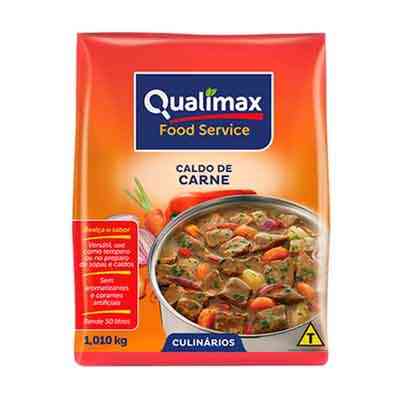 Qualimax
Food Service
CALDO DE
CARNE
Realça o sabor
Versátil, use
como tempero
ou no preparo
de sopas e caldos
Sem
aromatizantes
e corantes
artificiais
Rende 50 litros
1,010 kg
CULINÁRIOS
T